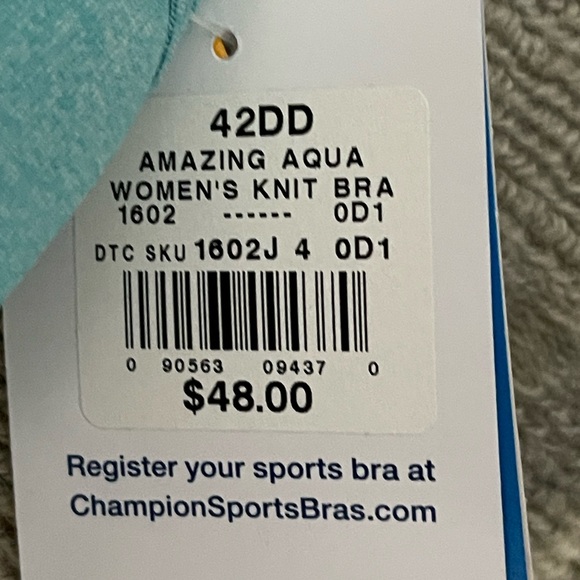 42DD
AMAZING AQUA
WOMEN'S KNIT BRA
1602 ------ 0D1
DTC SKU 1602J 4 0D1
0 90563 09437 0
$48.00
Register your sports bra at
ChampionSportsBras.com